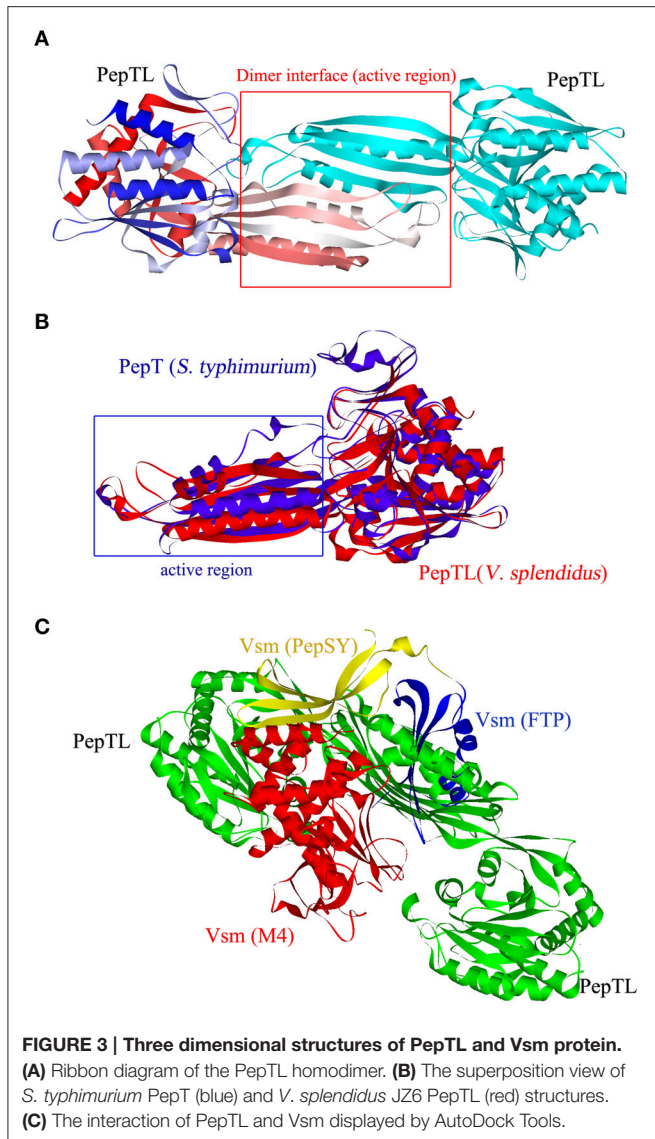 A
PepTL
Dimer interface (active region)
PepTL
B
PepT (S. typhimurium)
active region
PepTL(V. splendidus)
C
Vsm (PepSY)
Vsm (FTP)
PepTL
Vsm (M4)
PepTL
FIGURE 3 | Three dimensional structures of PepTL and Vsm protein.
(A) Ribbon diagram of the PepTL homodimer. (B) The superposition view of
S. typhimurium PepT (blue) and V. splendidus JZ6 PepTL (red) structures.
(C) The interaction of PepTL and Vsm displayed by AutoDock Tools.